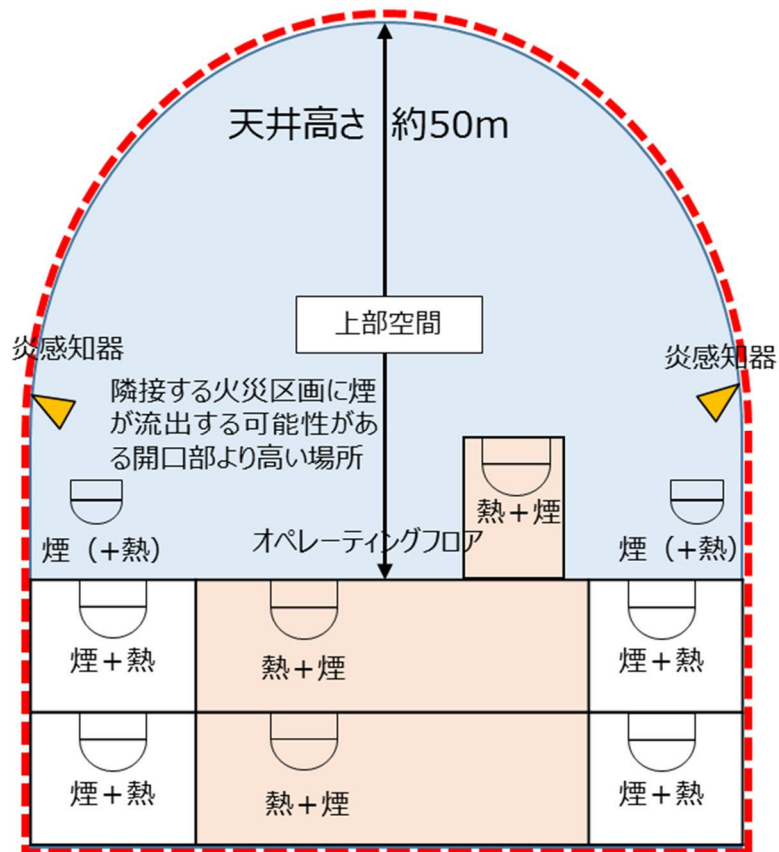 天井高さ 約50m
上部空間
炎感知器
炎感知器
隣接する火災区画に煙
が流出する可能性があ
る開口部より高い場所
熱+煙
煙（+熱）
オペレーティングフロア
煙（+熱）
煙+熱
熱+煙
煙+熱
煙+熱
熱+煙
煙+熱